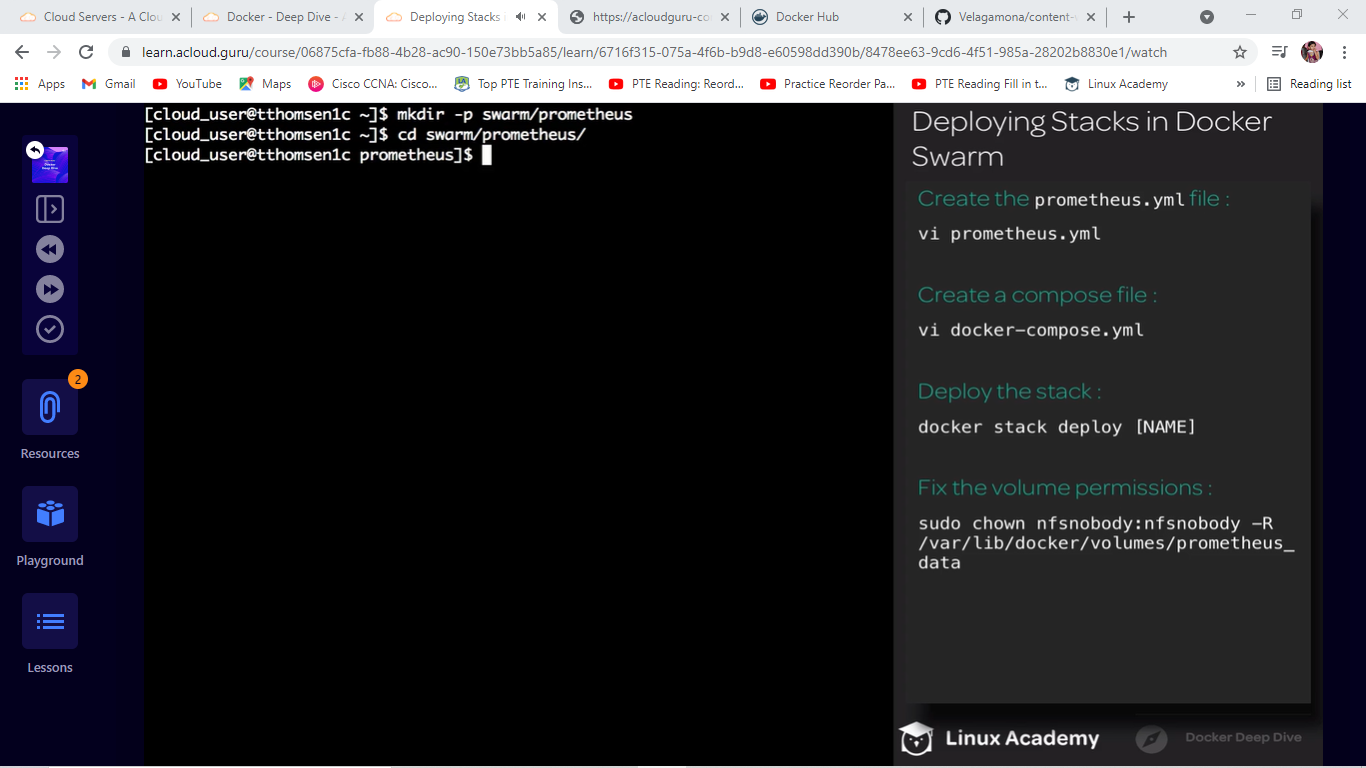 Cloud Servers - A Clou
Docker - Deep Dive - A
Deploying Stacks
https://acloudguru-co
Docker Hub
Velagamona/content-
learn.acloud.guru/course/06875cfa-fb88-4b28-ac90-150e73bb5a85/learn/6716f315-075a-4f6b-b9d8-e60598dd390b/8478ee63-9cd6-4f51-985a-28202b8830e1/watch
Apps
Gmail
YouTube
Maps
Cisco CCNA: Cisco...
Top PTE Training Ins...
PTE Reading: Reord...
Practice Reorder Pa...
PTE Reading Fill in t...
Linux Academy
»
Reading list
[cloud_user@tthomsen1c ~]$ mkdir -p swarm/prometheus
[cloud_user@tthomsen1c ~]$ cd swarm/prometheus/
[cloud_user@tthomsen1c prometheus]$
2
Resources
Playground
Lessons
Docker
Deep Dive
Deploying Stacks in Docker
Swarm
Create the prometheus.yml file :
vi prometheus.yml
Create a compose file :
vi docker-compose.yml
Deploy the stack :
docker stack deploy [NAME]
Fix the volume permissions :
sudo chown nfsnobody:nfsnobody -R
/var/lib/docker/volumes/prometheus_
data
Linux Academy
Docker Deep Dive